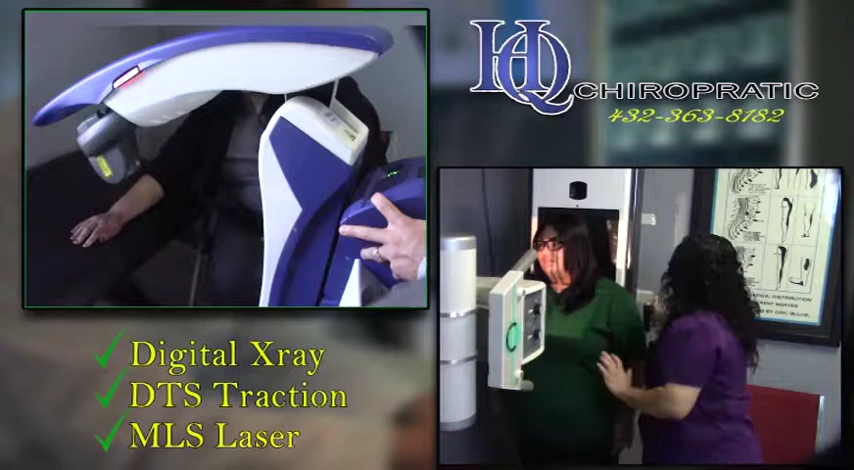 HQ CHIROPRATIC
432-363-8182
Digital Xray
DTS Traction
MLS Laser